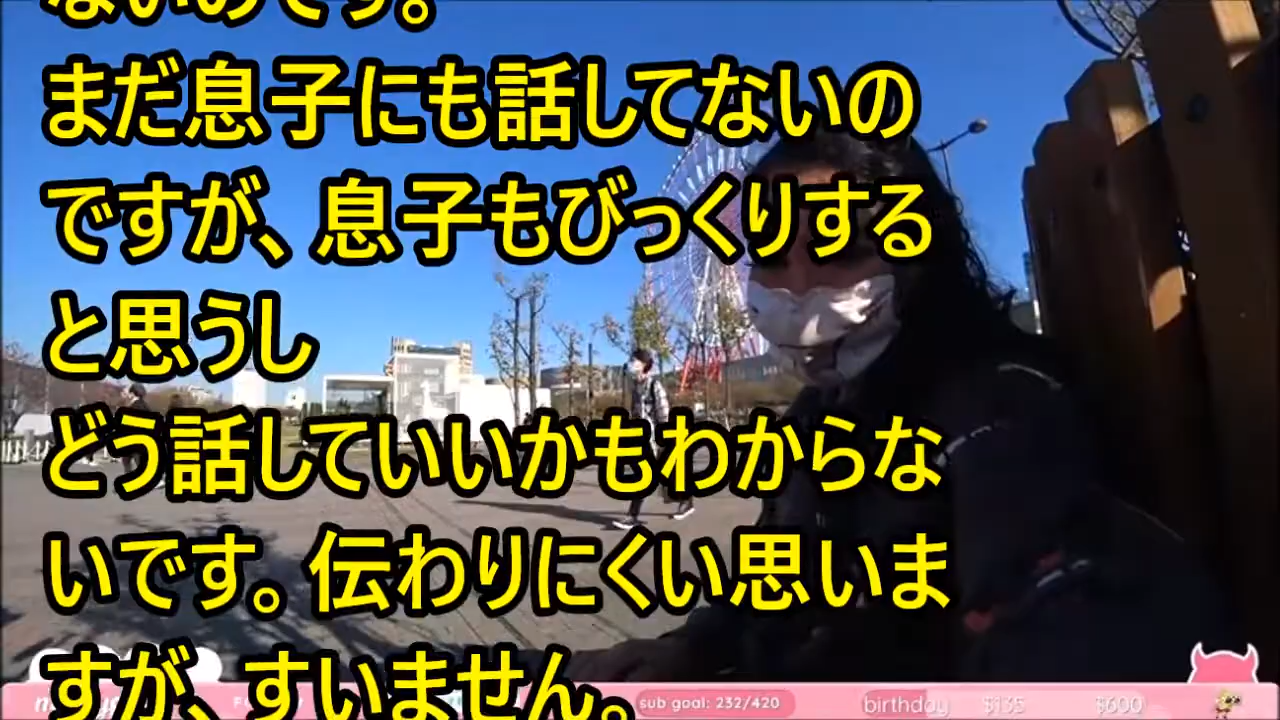 ないのです。
まだ息子にも話してないの
ですが、息子もびっくりする
と思うし
どう話していいかもわからな
いです。伝わりにくい思いま
すが、すいません。
sub goal: 232/420
birthday $135 $600